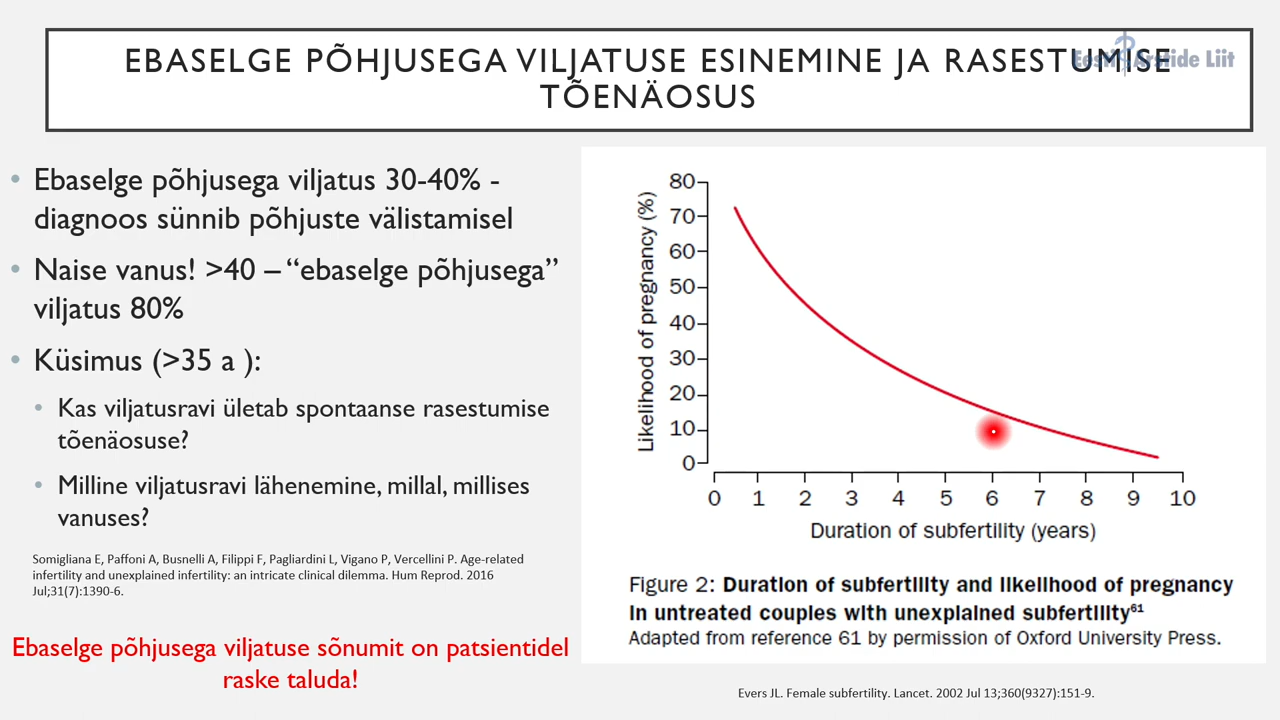 EBASELGE PÕHJUSEGA VILJATUSE ESINEMINE JA RASESTUMISE
TÕENÄOSUS
Eesti Arstide Liit
• Ebaselge põhjusega viljatus 30-40% -
diagnoos sünnib põhjuste välistamisel
• Naise vanus! >40 – “ebaselge põhjusega”
viljatus 80%
• Küsimus (>35 a ):
• Kas viljatusravi ületab spontaanse rasestumise
tõenäosuse?
• Milline viljatusravi lähenemine, millal, millises
vanuses?
Somigliana E, Paffoni A, Busnelli A, Filippi F, Pagliardini L, Vigano P, Vercellini P. Age-related
infertility and unexplained infertility: an intricate clinical dilemma. Hum Reprod. 2016
Jul;31(7):1390-6.
Ebaselge põhjusega viljatuse sõnumit on patsientidel
raske taluda!
Likelihood of pregnancy (%)
80
70
60
50
40
30
20
10
0
0 1 2 3 4 5 6 7 8 9 10
Duration of subfertility (years)
Figure 2: Duration of subfertility and likelihood of pregnancy
in untreated couples with unexplained subfertility61
Adapted from reference 61 by permission of Oxford University Press.
Evers JL. Female subfertility. Lancet. 2002 Jul 13;360(9327):151-9.